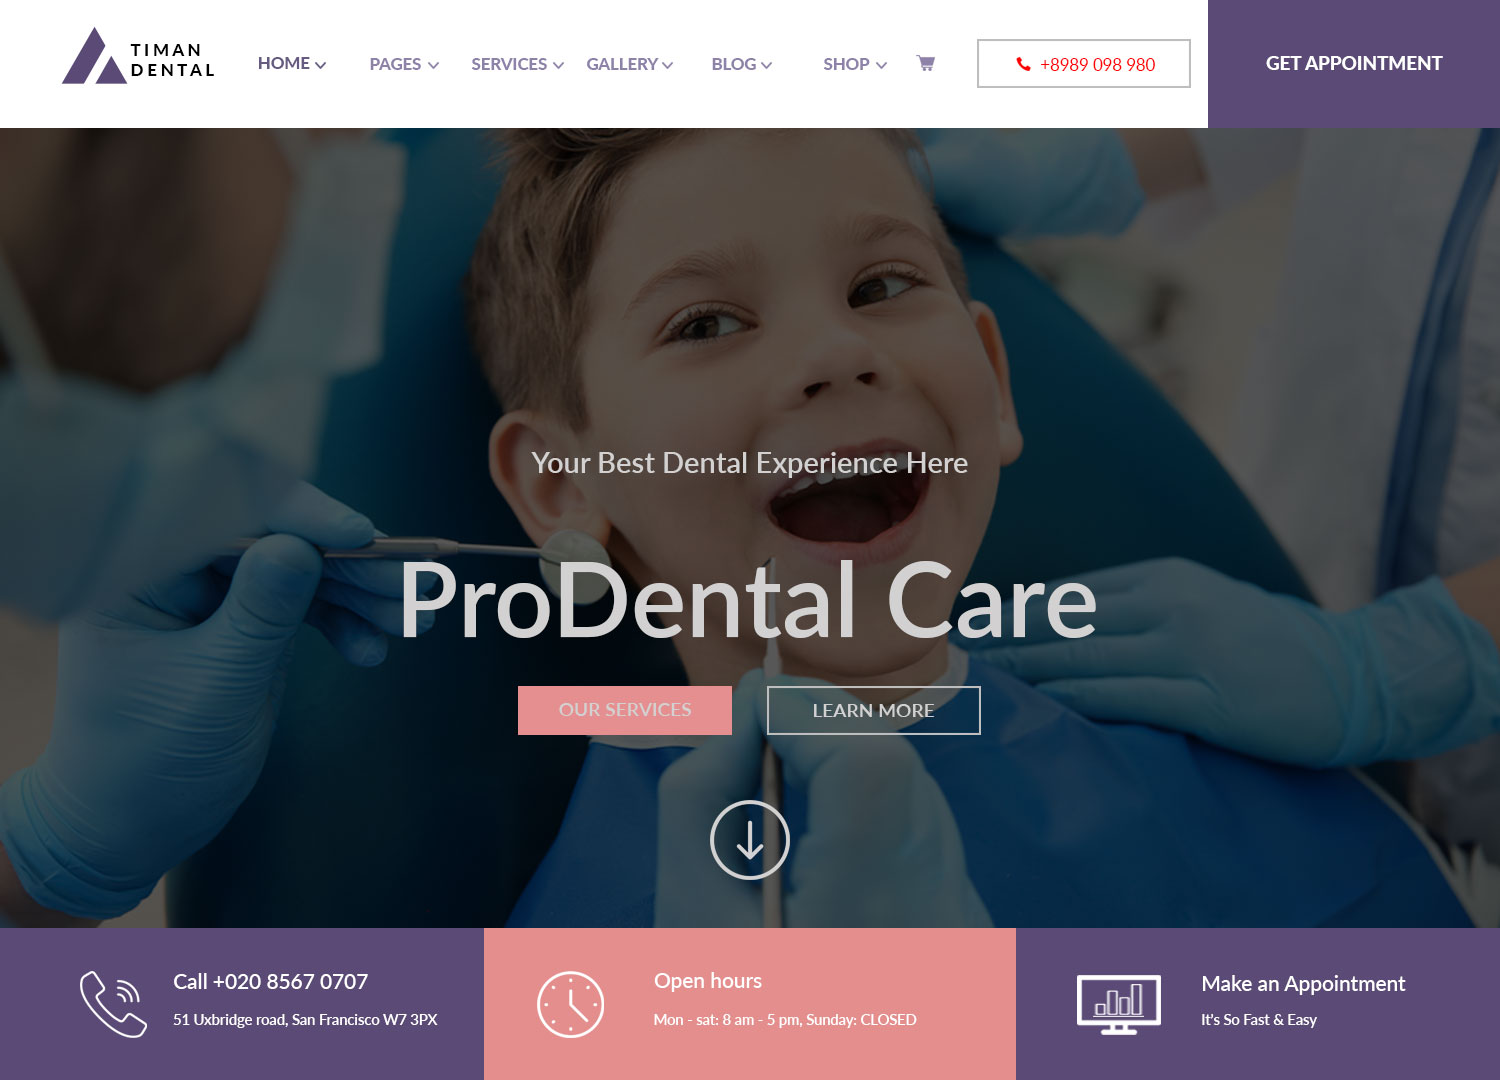 TIMAN
DENTAL
HOME
PAGES
SERVICES
GALLERY
BLOG
SHOP
+8989 098 980
GET APPOINTMENT
Your Best Dental Experience Here
ProDental Care
OUR SERVICES
LEARN MORE
Call +020 8567 0707
51 Uxbridge road, San Francisco W7 3PX
Open hours
Mon - sat: 8 am - 5 pm, Sunday: CLOSED
Make an Appointment
It's So Fast & Easy